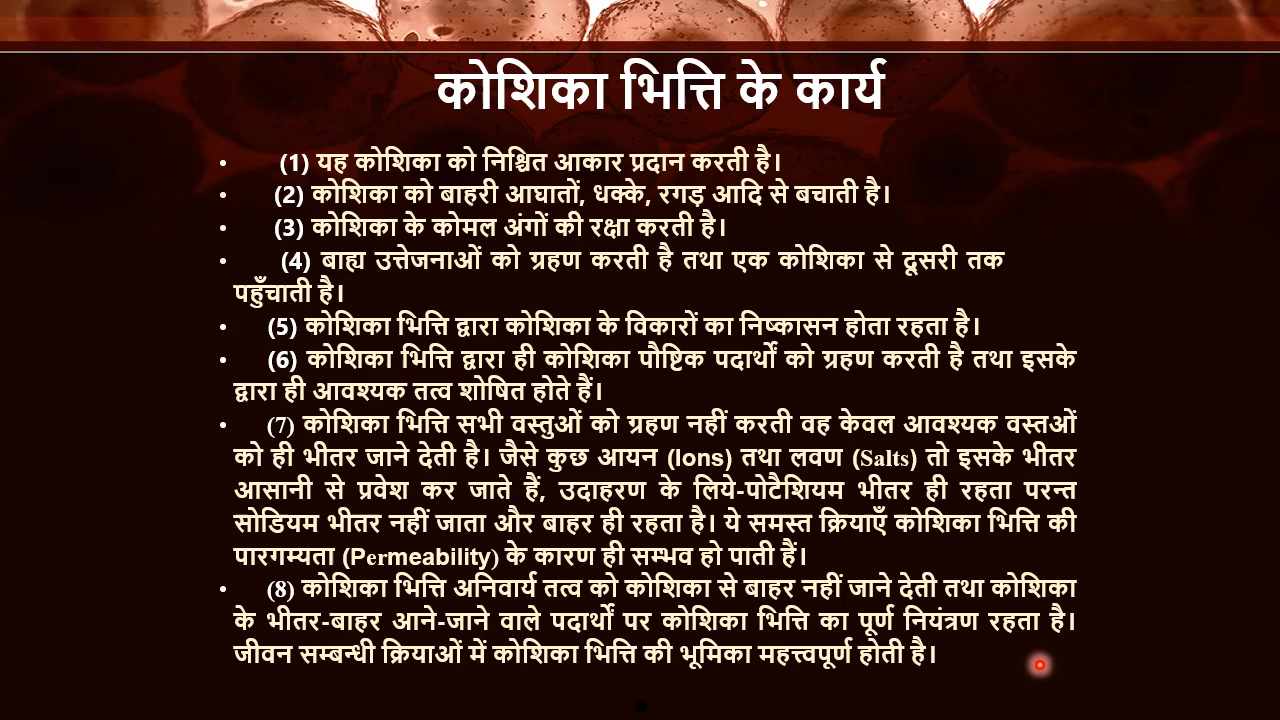 कोशिका भित्ति के कार्य
• (1) यह कोशिका को निश्चित आकार प्रदान करती है।
• (2) कोशिका को बाहरी आघातों, धक्के, रगड़ आदि से बचाती है।
• (3) कोशिका के कोमल अंगों की रक्षा करती है।
• (4) बाह्य उत्तेजनाओं को ग्रहण करती है तथा एक कोशिका से दूसरी तक
पहुँचाती है।
• (5) कोशिका भित्ति द्वारा कोशिका के विकारों का निष्कासन होता रहता है।
• (6) कोशिका भित्ति द्वारा ही कोशिका पौष्टिक पदार्थों को ग्रहण करती है तथा इसके
द्वारा ही आवश्यक तत्व शोषित होते हैं।
• (7) कोशिका भित्ति सभी वस्तुओं को ग्रहण नहीं करती वह केवल आवश्यक वस्तओं
को ही भीतर जाने देती है। जैसे कुछ आयन (Ions) तथा लवण (Salts) तो इसके भीतर
आसानी से प्रवेश कर जाते हैं, उदाहरण के लिये-पोटैशियम भीतर ही रहता परन्त
सोडियम भीतर नहीं जाता और बाहर ही रहता है। ये समस्त क्रियाएँ कोशिका भित्ति की
पारगम्यता (Permeability) के कारण ही सम्भव हो पाती हैं।
• (8) कोशिका भित्ति अनिवार्य तत्व को कोशिका से बाहर नहीं जाने देती तथा कोशिका
के भीतर-बाहर आने-जाने वाले पदार्थों पर कोशिका भित्ति का पूर्ण नियंत्रण रहता है।
जीवन सम्बन्धी क्रियाओं में कोशिका भित्ति की भूमिका महत्त्वपूर्ण होती है।